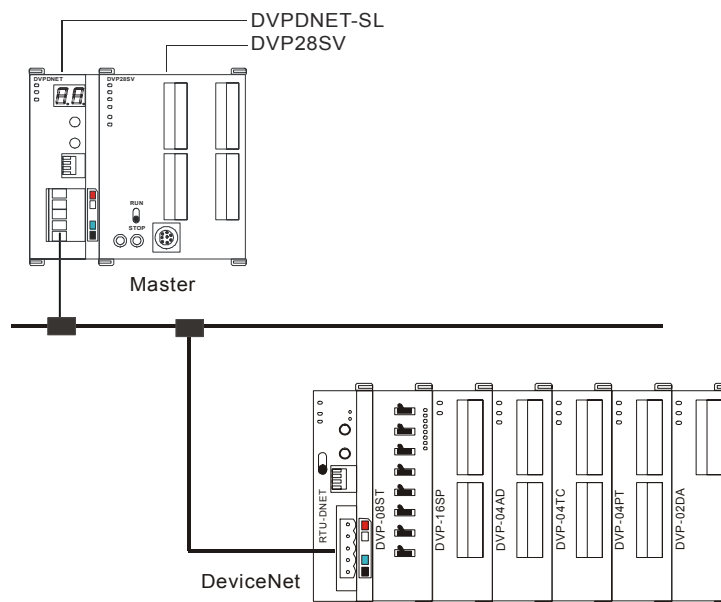 DVPDNET-SL
DVP28SV
DVPDNET
DVP28SV
RUN
STOP
Master
RTU-DNET
DVP-08ST
DVP-16SP
DVP-04AD
DVP-04TC
DVP-04PT
DVP-02DA
DeviceNet